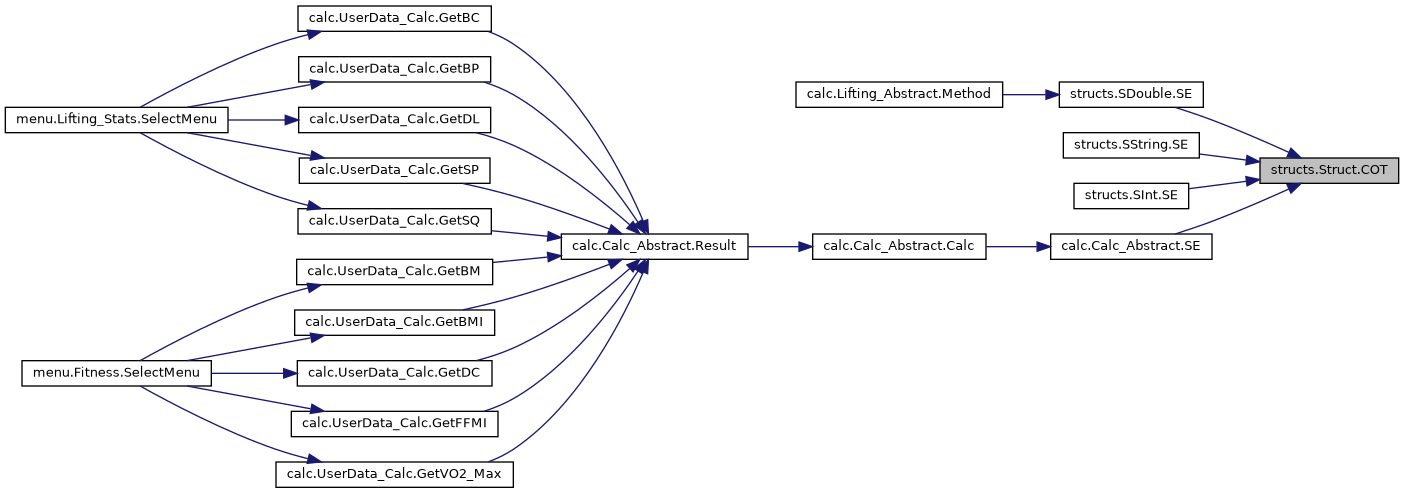 calc.UserData_Calc.GetBC
calc.UserData_Calc.GetBP
calc.Lifting_Abstract.Method
structs.SDouble.SE
menu.Lifting_Stats.SelectMenu
calc.UserData_Calc.GetDL
structs.SString.SE
calc.UserData_Calc.GetSP
structs.Struct.COT
structs.SInt.SE
calc.UserData_Calc.GetSQ
calc.Calc_Abstract.Result
calc.Calc_Abstract.Calc
calc.Calc_Abstract.SE
calc.UserData_Calc.GetBM
calc.UserData_Calc.GetBMI
menu.Fitness.SelectMenu
calc.UserData_Calc.GetDC
calc.UserData_Calc.GetFFMI
calc.UserData_Calc.GetVO2_Max